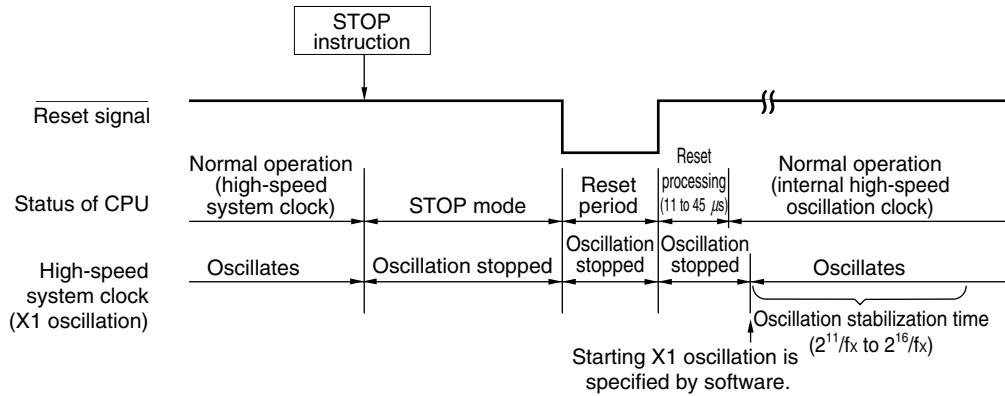 STOP
instruction
Reset signal
Normal operation
(high-speed
system clock)
STOP mode
Reset
period
Reset
processing
(11 to 45 µs)
Normal operation
(internal high-speed
oscillation clock)
Status of CPU
Oscillates
Oscillation stopped
Oscillation
stopped
Oscillation
stopped
Oscillates
High-speed
system clock
(X1 oscillation)
Oscillation stabilization time
(2¹¹/fx to 2¹⁶/fx)
Starting X1 oscillation is
specified by software.